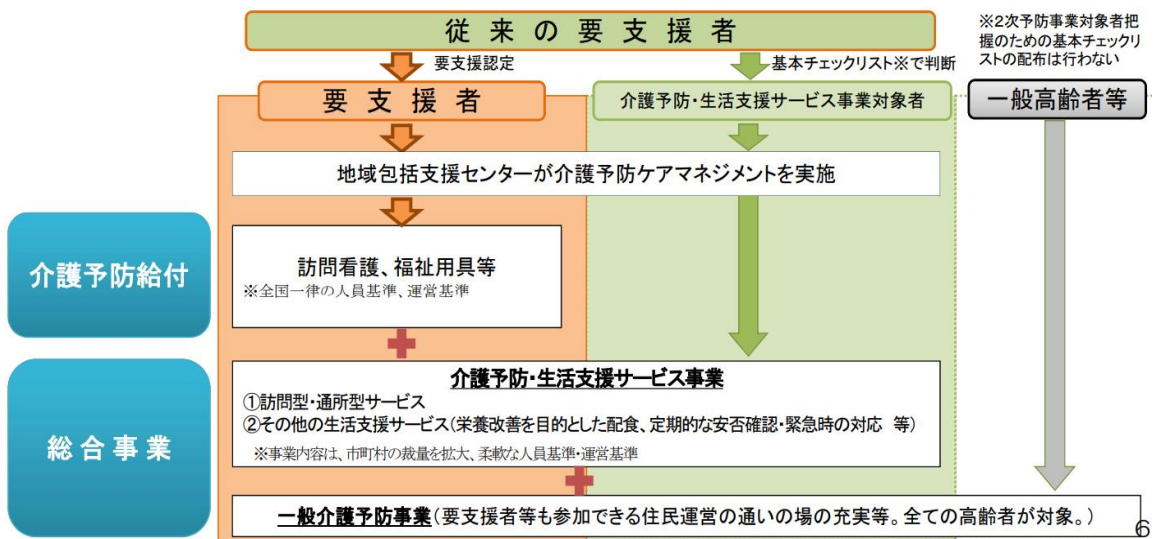 従来の要支援者
※2次予防事業対象者把
握のための基本チェックリ
ストの配布は行わない
要支援認定
基本チェックリスト※で判断
要支援者
介護予防・生活支援サービス事業対象者
一般高齢者等
地域包括支援センターが介護予防ケアマネジメントを実施
介護予防給付
訪問看護、福祉用具等
※全国一律の人員基準、運営基準
総合事業
介護予防・生活支援サービス事業
①訪問型・通所型サービス
②その他の生活支援サービス(栄養改善を目的とした配食、定期的な安否確認・緊急時の対応 等)
※事業内容は、市町村の裁量を拡大、柔軟な人員基準・運営基準
一般介護予防事業(要支援者等も参加できる住民運営の通いの場の充実等。全ての高齢者が対象。)
6